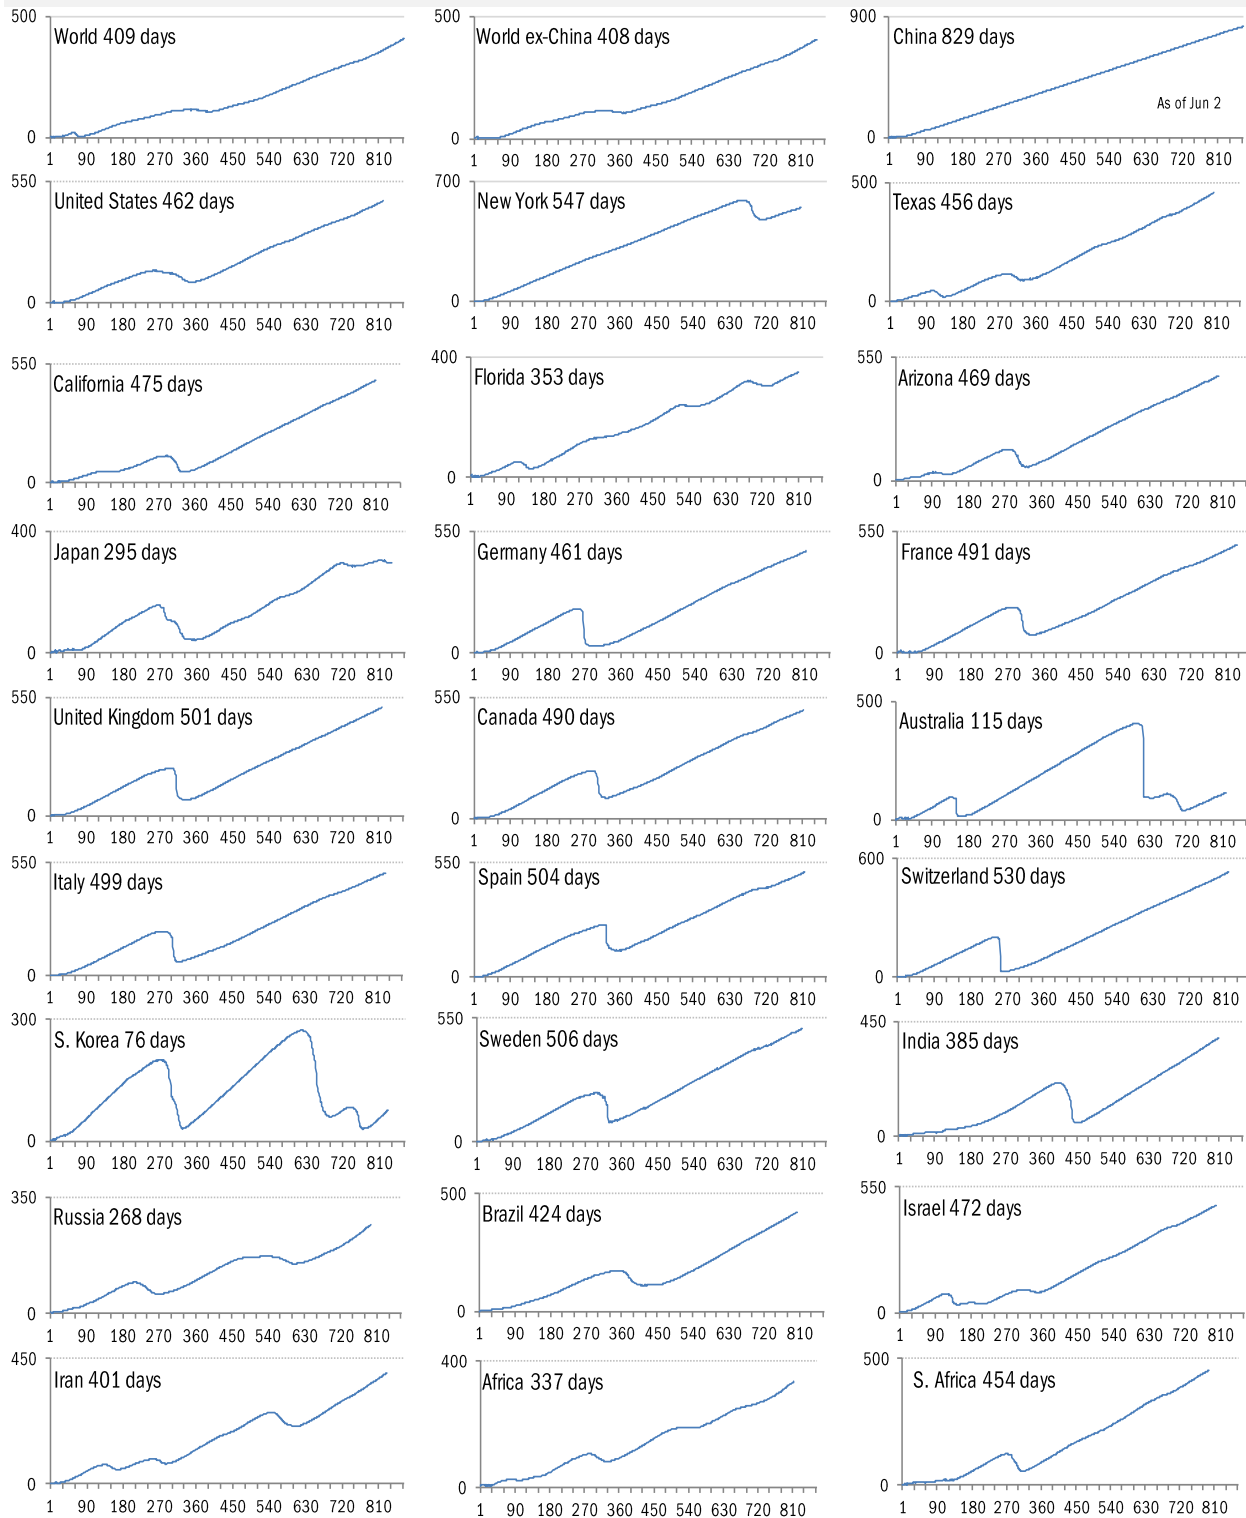 500 500 900
World 409 days World ex-China 408 days China 829 days
As of Jun 2
0 0 0
1 90 180 270 360 450 540 630 720 810 1 90 180 270 360 450 540 630 720 810 1 90 180 270 360 450 540 630 720 810
550 700 500
United States 462 days New York 547 days Texas 456 days
0 0 0
1 90 180 270 360 450 540 630 720 810 1 90 180 270 360 450 540 630 720 810 1 90 180 270 360 450 540 630 720 810
550 400 550
California 475 days Florida 353 days Arizona 469 days
0 0 0
1 90 180 270 360 450 540 630 720 810 1 90 180 270 360 450 540 630 720 810 1 90 180 270 360 450 540 630 720 810
400 550 550
Japan 295 days Germany 461 days France 491 days
0 0 0
1 90 180 270 360 450 540 630 720 810 1 90 180 270 360 450 540 630 720 810 1 90 180 270 360 450 540 630 720 810
550 550 500
United Kingdom 501 days Canada 490 days Australia 115 days
0 0 0
1 90 180 270 360 450 540 630 720 810 1 90 180 270 360 450 540 630 720 810 1 90 180 270 360 450 540 630 720 810
550 550 600
Italy 499 days Spain 504 days Switzerland 530 days
0 0 0
1 90 180 270 360 450 540 630 720 810 1 90 180 270 360 450 540 630 720 810 1 90 180 270 360 450 540 630 720 810
300 550 450
S. Korea 76 days Sweden 506 days India 385 days
0 0 0
1 90 180 270 360 450 540 630 720 810 1 90 180 270 360 450 540 630 720 810 1 90 180 270 360 450 540 630 720 810
350 500 550
Russia 268 days Brazil 424 days Israel 472 days
0 0 0
1 90 180 270 360 450 540 630 720 810 1 90 180 270 360 450 540 630 720 810 1 90 180 270 360 450 540 630 720 810
450 400 500
Iran 401 days Africa 337 days S. Africa 454 days
0 0 0
1 90 180 270 360 450 540 630 720 810 1 90 180 270 360 450 540 630 720 810 1 90 180 270 360 450 540 630 720 810